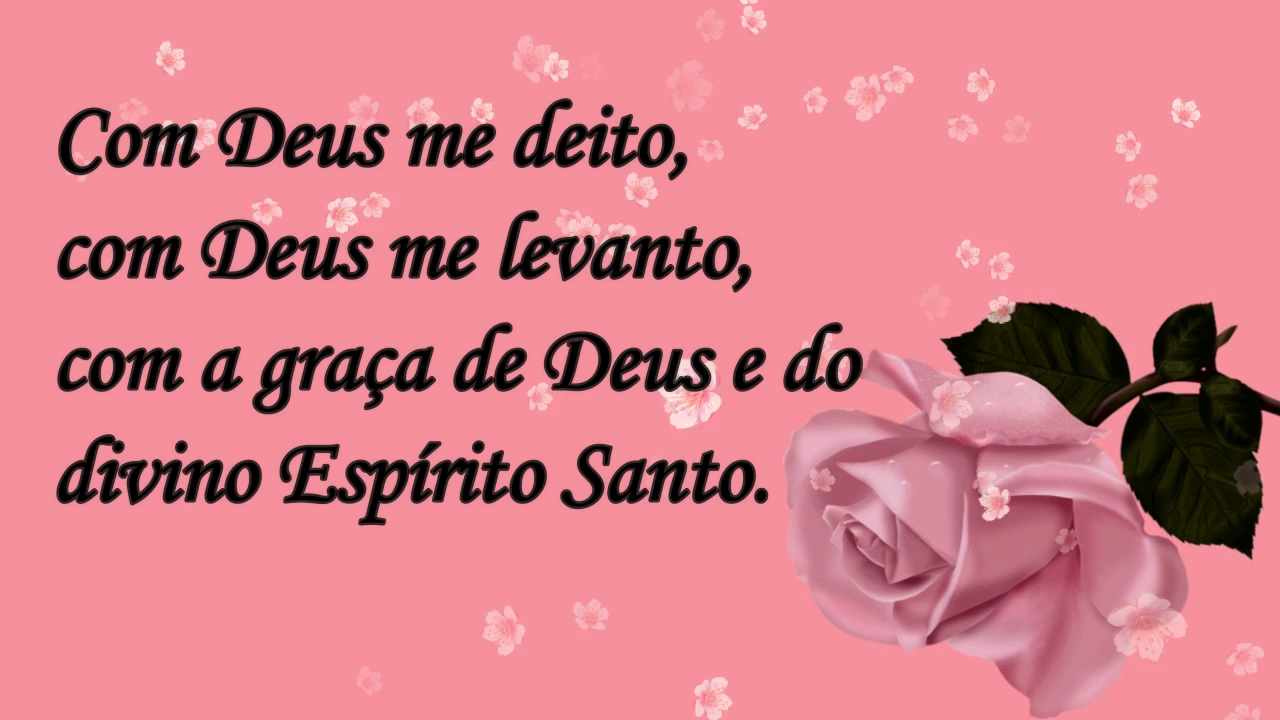 Com Deus me deito,
com Deus me levanto,
com a graça de Deus e do
divino Espírito Santo.